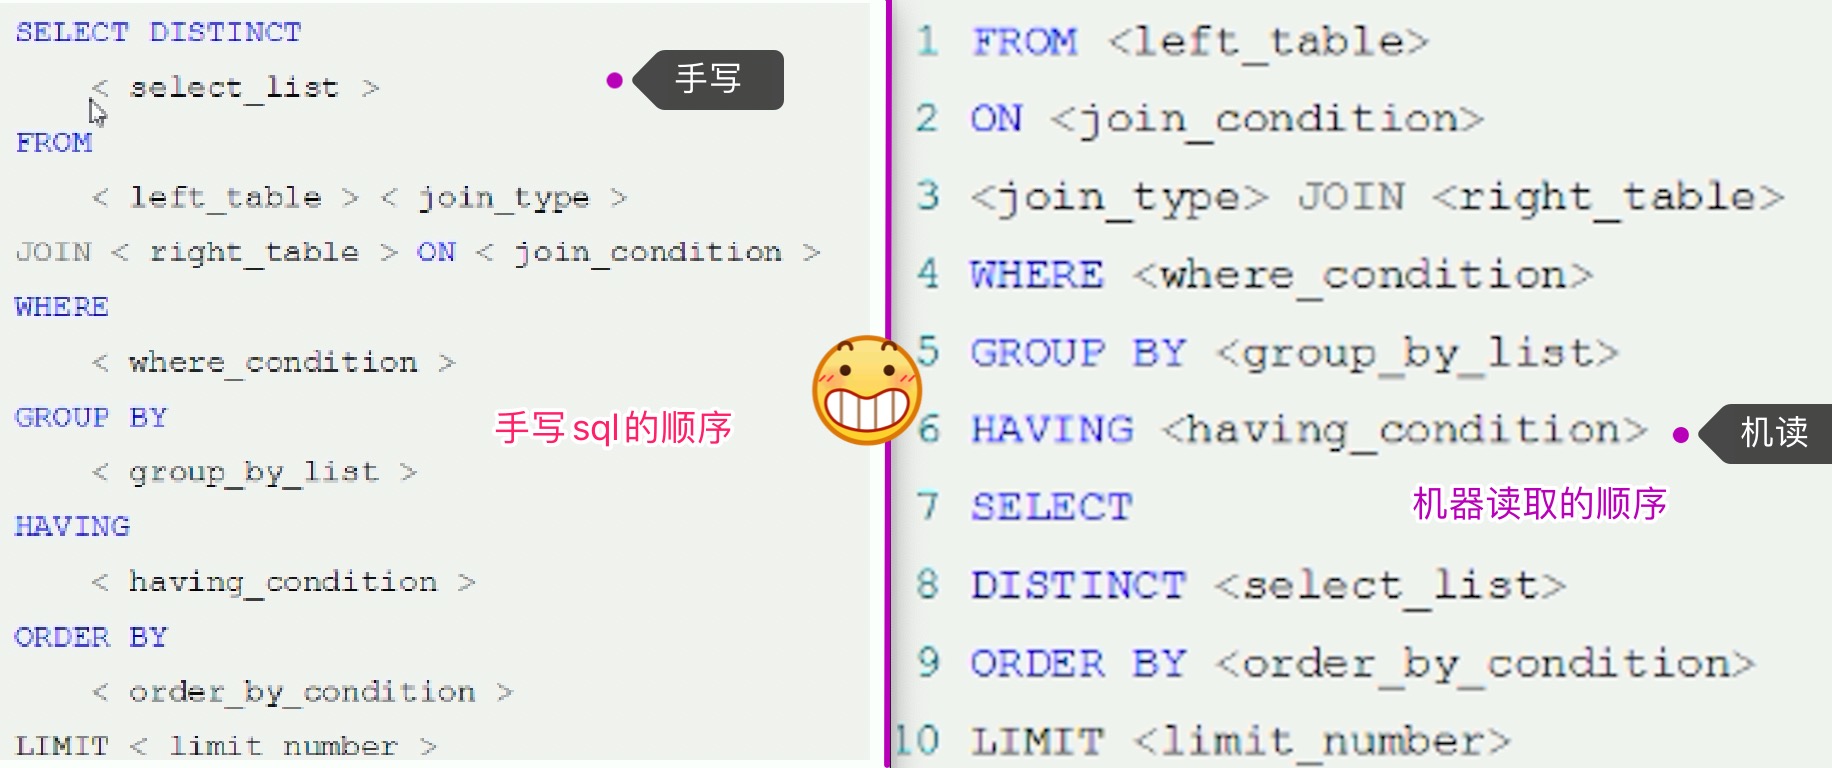 SELECT DISTINCT
< select_list >
FROM
< left_table > < join_type >
JOIN < right_table > ON < join_condition >
WHERE
< where_condition >
GROUP BY
< group_by_list >
HAVING
< having_condition >
ORDER BY
< order_by_condition >
LIMIT < limit_number >
手写
手写sql的顺序
1 FROM <left_table>
2 ON <join_condition>
3 <join_type> JOIN <right_table>
4 WHERE <where_condition>
5 GROUP BY <group_by_list>
6 HAVING <having_condition>
7 SELECT
8 DISTINCT <select_list>
9 ORDER BY <order_by_condition>
10 LIMIT <limit_number>
机读
机器读取的顺序